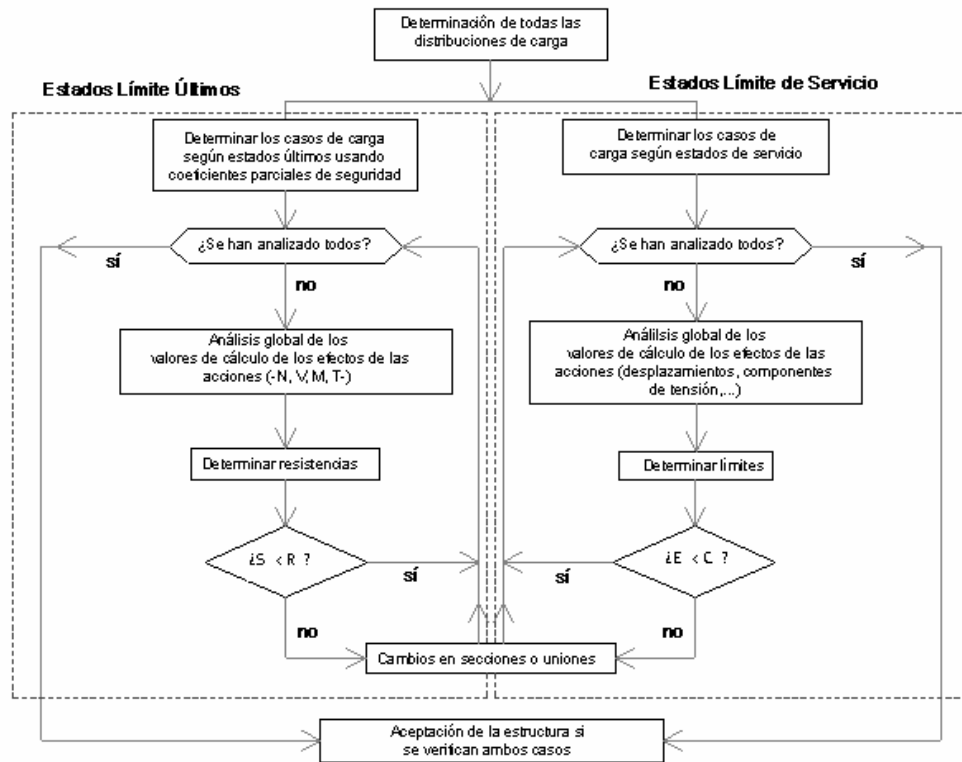 Determinación de todas las
distribuciones de carga
Estados Límite Últimos
Estados Límite de Servicio
Determinar los casos de carga
según estados últimos usando
coeficientes parciales de seguridad
Determinar los casos de
carga según estados de servicio
¿Se han analizado todos?
sí
no
¿Se han analizado todos?
sí
no
Análisis global de los
valores de cálculo de los efectos de las
acciones (-N, V, M, T-)
Análilsis global de los
valores de cálculo de los efectos de las
acciones (desplazamientos, componentes
de tensión,...)
Determinar resistencias
Determinar límites
¿S < R ?
sí
no
¿E < C ?
sí
no
Cambios en secciones o uniones
Aceptación de la estructura si
se verifican ambos casos